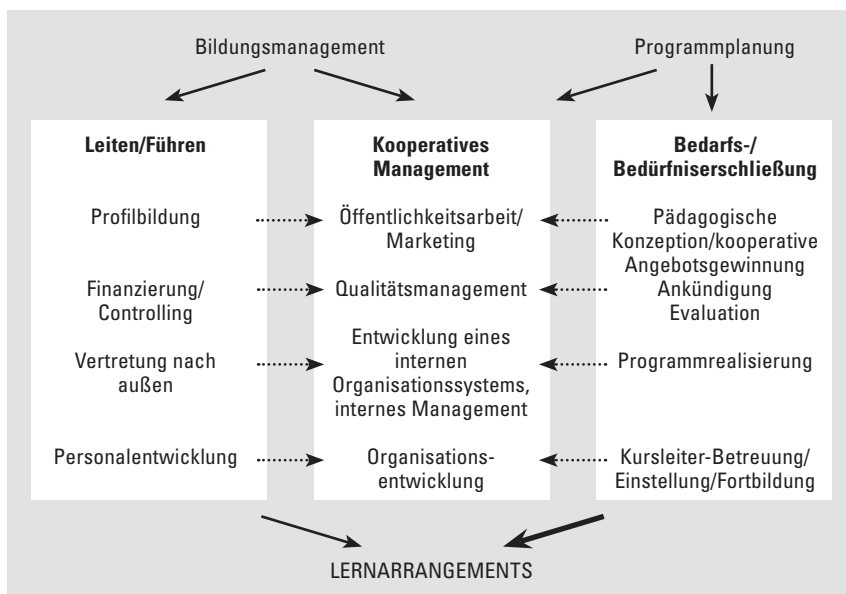 Bildungsmanagement
Programmplanung
Leiten/Führen
Profilbildung
Finanzierung/
Controlling
Vertretung nach
außen
Personalentwicklung
Kooperatives
Management
Öffentlichkeitsarbeit/
Marketing
Qualitätsmanagement
Entwicklung eines
internen
Organisationssystems,
internes Management
Organisations-
entwicklung
Bedarfs-/
Bedürfniserschließung
Pädagogische
Konzeption/kooperative
Angebotsgewinnung
Ankündigung
Evaluation
Programmrealisierung
Kursleiter-Betreuung/
Einstellung/Fortbildung
LERNARRANGEMENTS